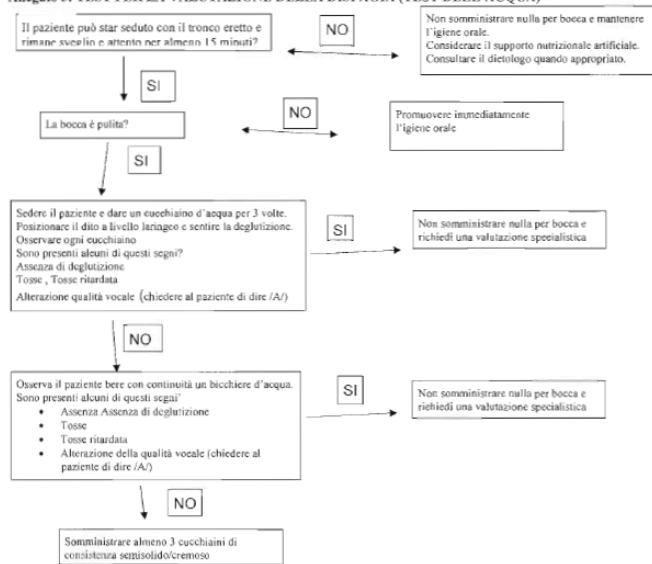 Il paziente può star seduto con il tronco eretto e
rimane sveglio e attento per almeno 15 minuti?
NO
Non somministrare nulla per bocca e mantenere
l'igiene orale.
Considerare il supporto nutrizionale artificiale.
Consultare il dietologo quando appropriato.
SI
La bocca è pulita?
NO
Promuovere immediatamente
l'igiene orale
SI
Sedere il paziente e dare un cucchiaino d'acqua per 3 volte.
Posizionare il dito a livello laringeo e sentire la deglutizione.
Osservare ogni cucchiaino
Sono presenti alcuni di questi segni?
Assenza di deglutizione
Tosse , Tosse ritardata
Alterazione qualità vocale (chiedere al paziente di dire /A/)
SI
Non somministrare nulla per bocca e
richiedi una valutazione specialistica
NO
Osserva il paziente bere con continuità un bicchiere d'acqua.
Sono presenti alcuni di questi segni'
• Assenza Assenza di deglutizione
• Tosse
• Tosse ritardata
• Alterazione della qualità vocale (chiedere al
paziente di dire /A/)
SI
Non somministrare nulla per bocca e
richiedi una valutazione specialistica
NO
Somministrare almeno 3 cucchiaini di
consistenza semisolido/cremoso